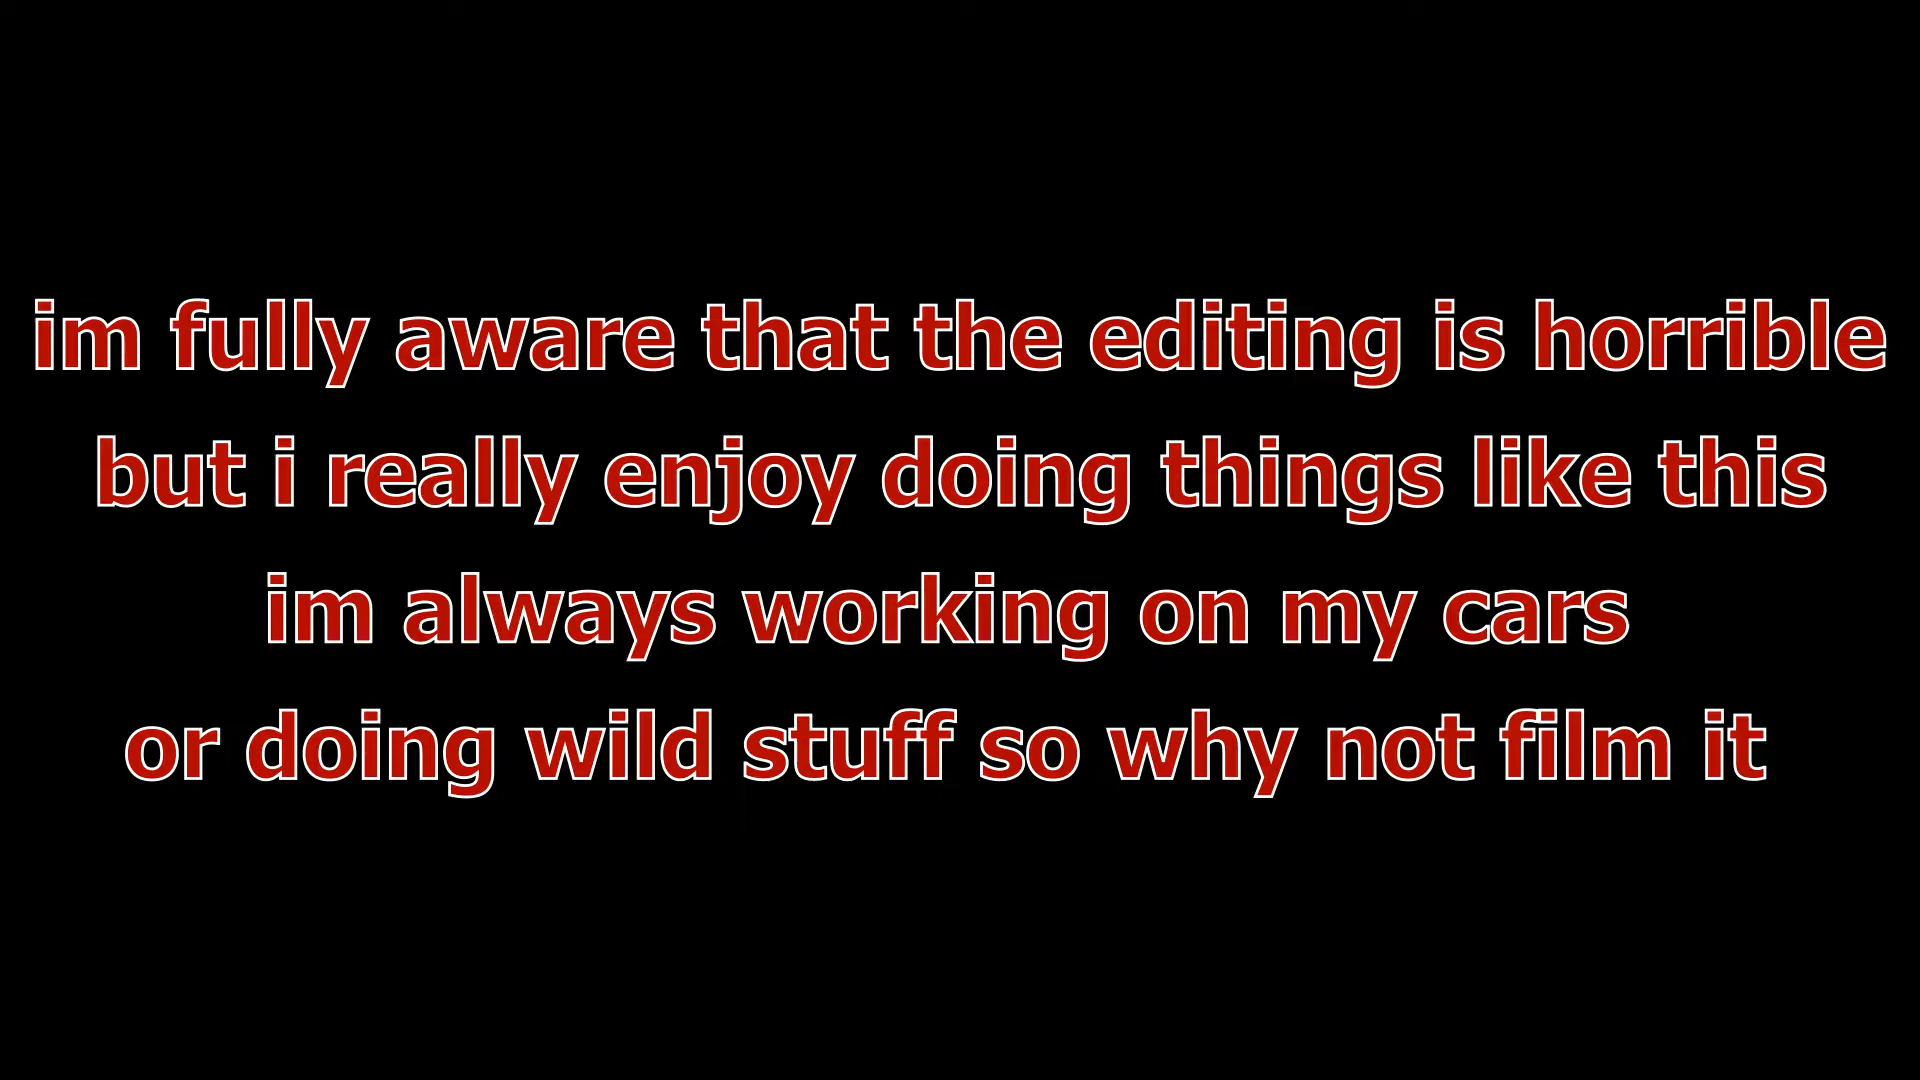 im fully aware that the editing is horrible
but i really enjoy doing things like this
im always working on my cars
or doing wild stuff so why not film it